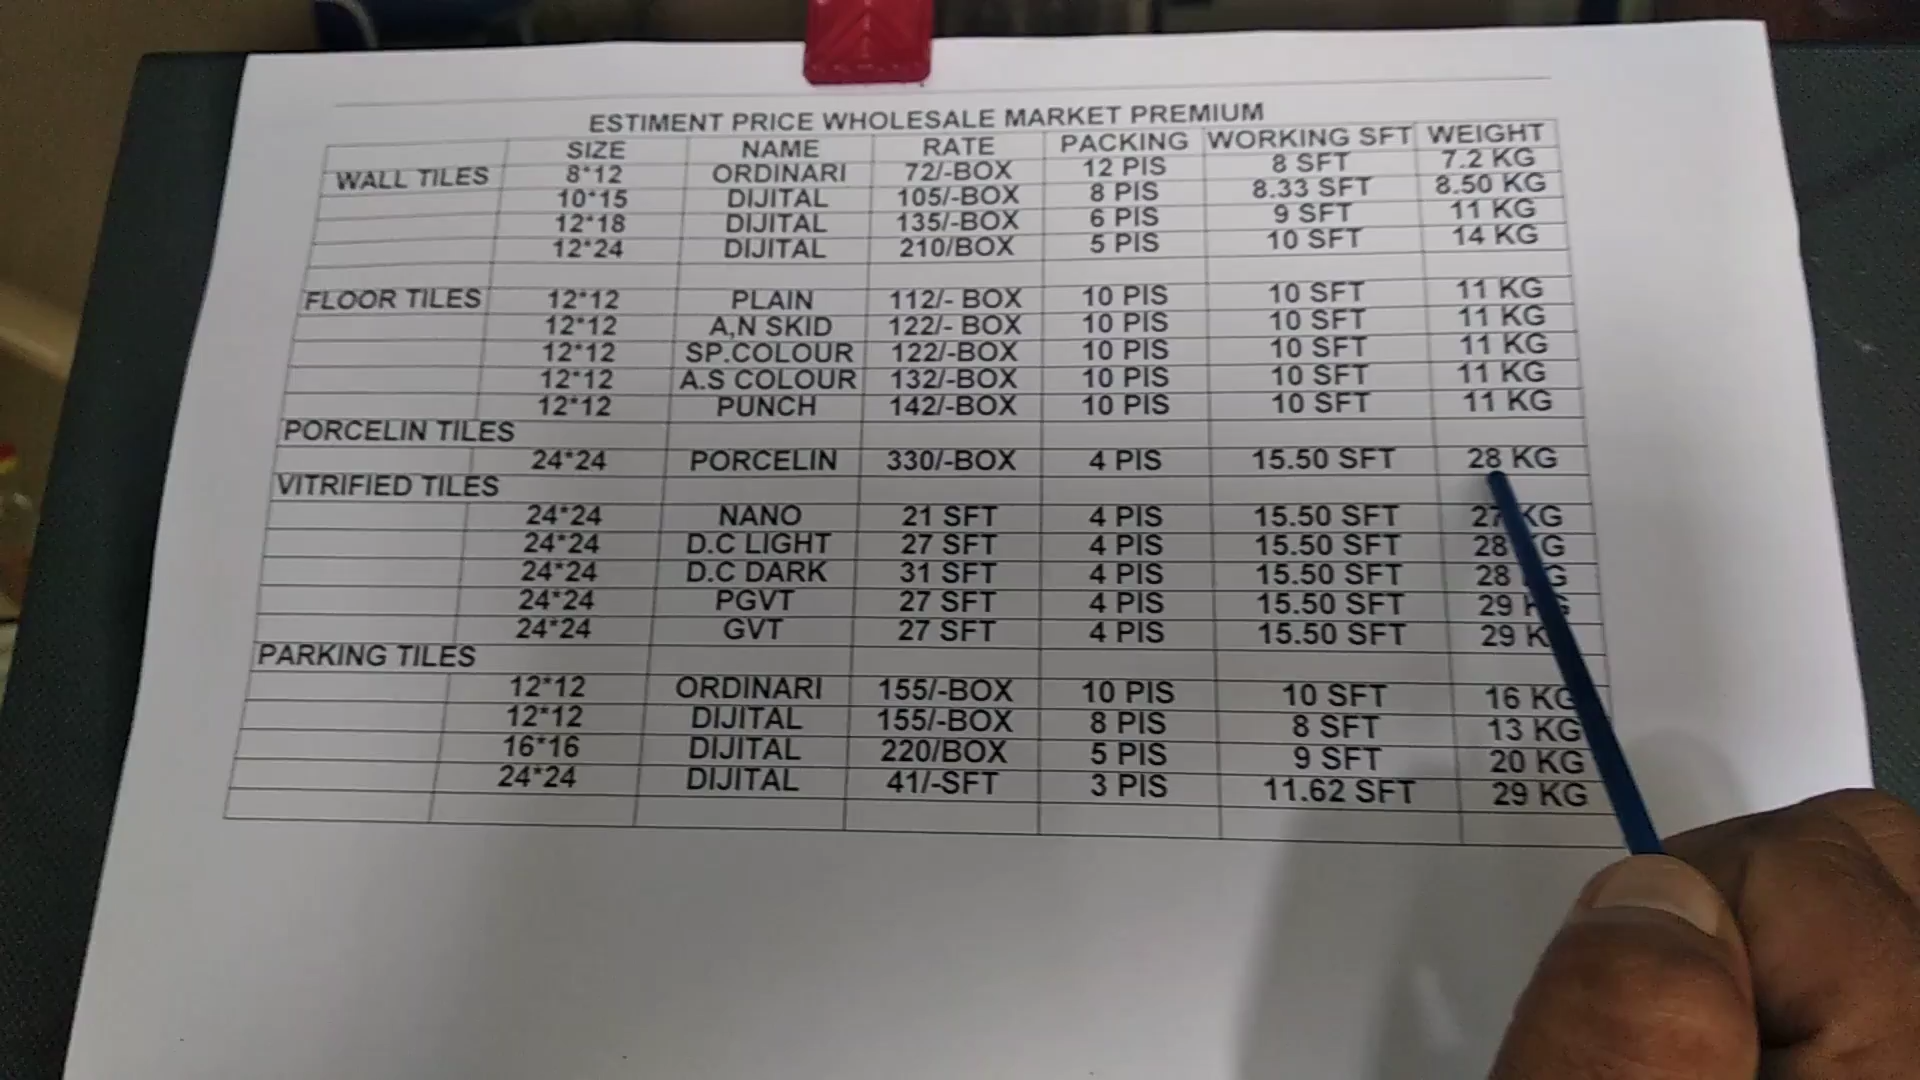 ESTIMENT PRICE WHOLESALE MARKET PREMIUM
SIZE NAME RATE PACKING WORKING SFT WEIGHT
WALL TILES 8*12 ORDINARI 72/-BOX 12 PIS 8 SFT 7.2 KG
10*15 DIJITAL 105/-BOX 8 PIS 8.33 SFT 8.50 KG
12*18 DIJITAL 135/-BOX 6 PIS 9 SFT 11 KG
12*24 DIJITAL 210/BOX 5 PIS 10 SFT 14 KG
FLOOR TILES 12*12 PLAIN 112/- BOX 10 PIS 10 SFT 11 KG
12*12 A,N SKID 122/- BOX 10 PIS 10 SFT 11 KG
12*12 SP.COLOUR 122/-BOX 10 PIS 10 SFT 11 KG
12*12 A.S COLOUR 132/-BOX 10 PIS 10 SFT 11 KG
12*12 PUNCH 142/-BOX 10 PIS 10 SFT 11 KG
PORCELIN TILES
24*24 PORCELIN 330/-BOX 4 PIS 15.50 SFT 28 KG
VITRIFIED TILES
24*24 NANO 21 SFT 4 PIS 15.50 SFT 27 KG
24*24 D.C LIGHT 27 SFT 4 PIS 15.50 SFT 28 KG
24*24 D.C DARK 31 SFT 4 PIS 15.50 SFT 28 KG
24*24 PGVT 27 SFT 4 PIS 15.50 SFT 29 KG
24*24 GVT 27 SFT 4 PIS 15.50 SFT 29 K
PARKING TILES
12*12 ORDINARI 155/-BOX 10 PIS 10 SFT 16 KG
12*12 DIJITAL 155/-BOX 8 PIS 8 SFT 13 KG
16*16 DIJITAL 220/BOX 5 PIS 9 SFT 20 KG
24*24 DIJITAL 41/-SFT 3 PIS 11.62 SFT 29 KG